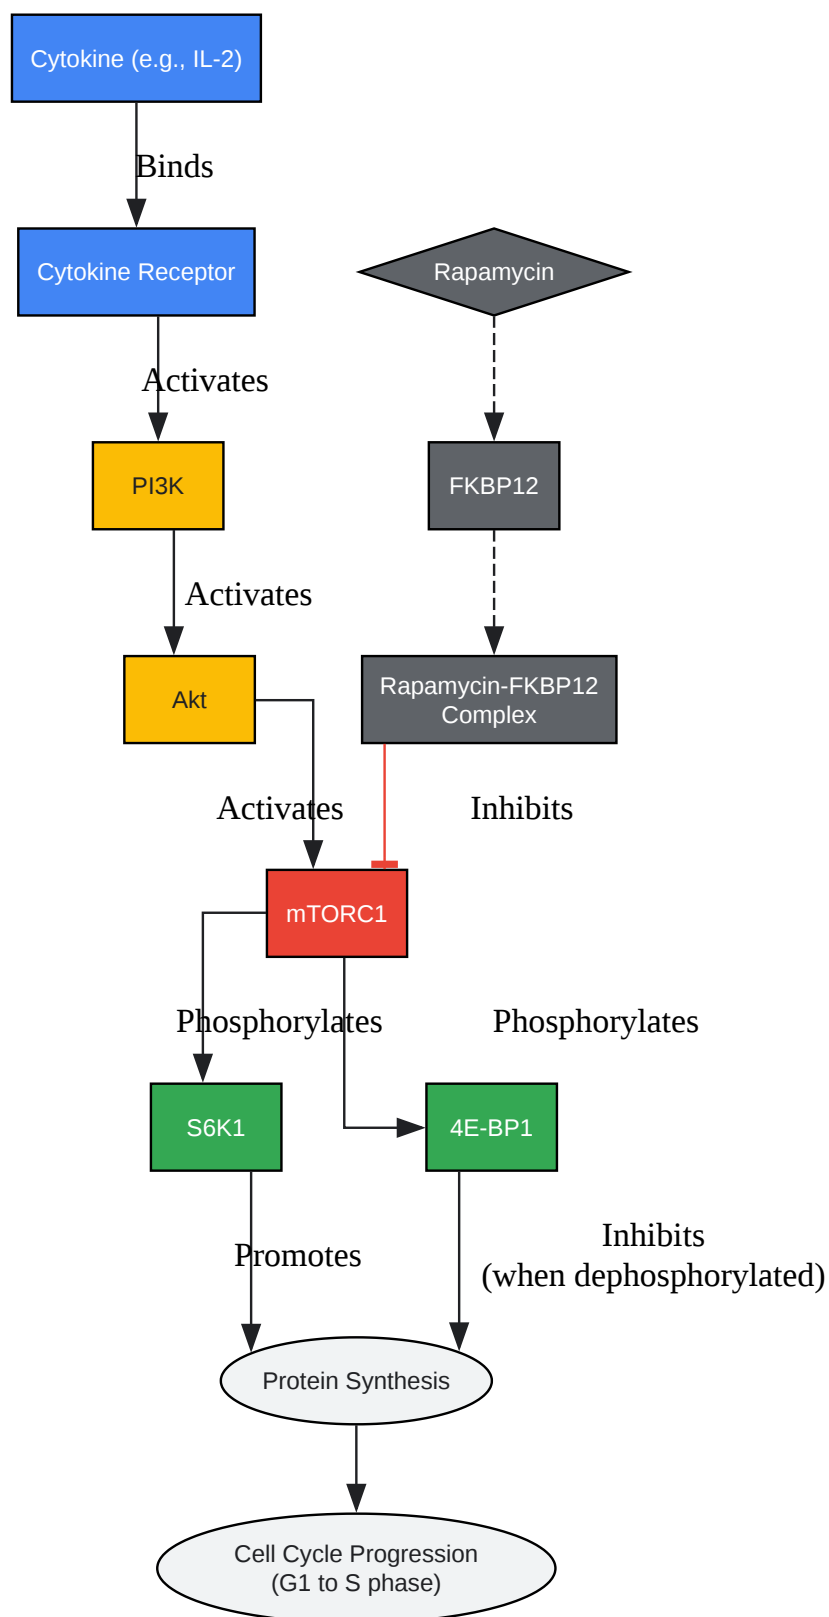 Cytokine (e.g., IL-2)
Binds
Cytokine Receptor
Rapamycin
Activates
PI3K
FKBP12
Activates
Akt
Rapamycin-FKBP12
Complex
Activates
Inhibits
mTORC1
Phosphorylates
Phosphorylates
S6K1
4E-BP1
Promotes
Inhibits
(when dephosphorylated)
Protein Synthesis
Cell Cycle Progression
(G1 to S phase)